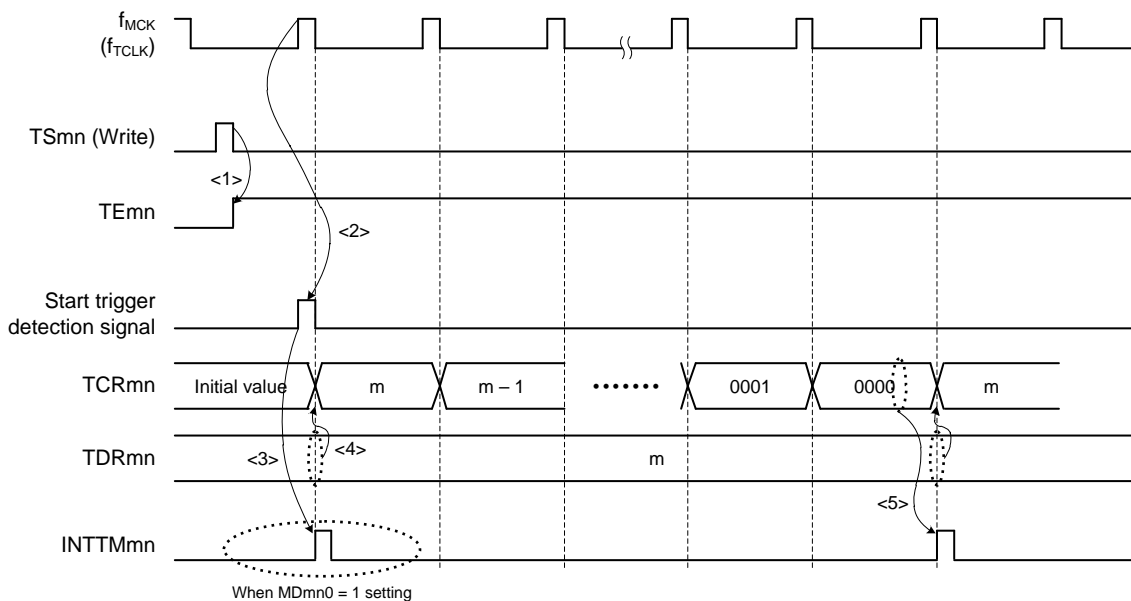 fMCK
(fTCLK)
TSmn (Write)
<1>
TEmn
<2>
Start trigger
detection signal
TCRmn
Initial value
m
m – 1
0001
0000
m
TDRmn
<3>
<4>
m
<5>
INTTMmn
When MDmn0 = 1 setting